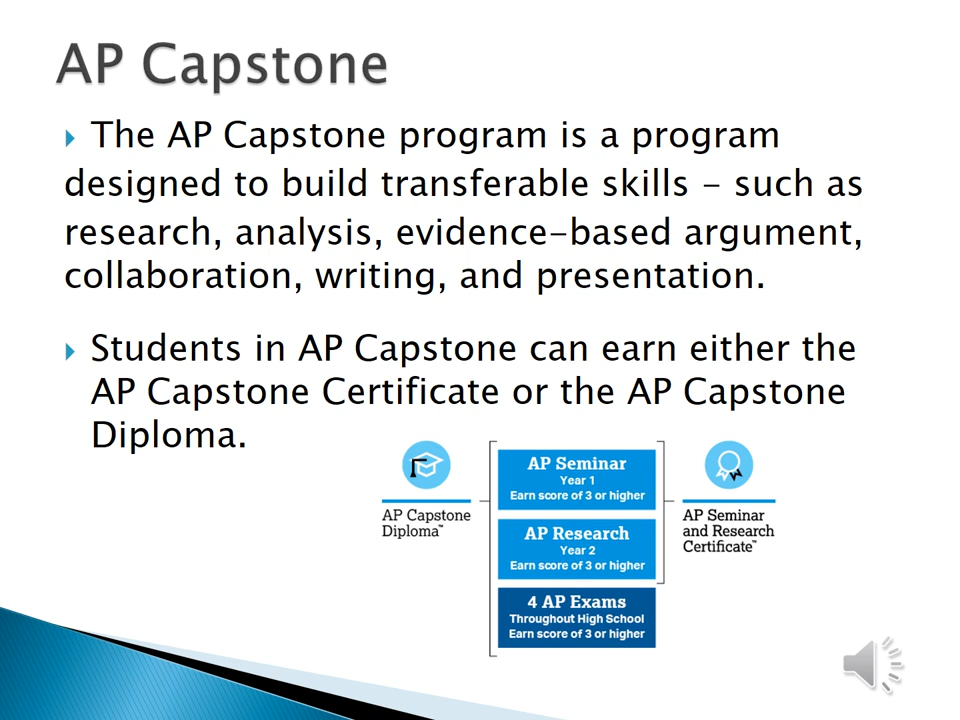 AP Capstone
The AP Capstone program is a program
designed to build transferable skills – such as
research, analysis, evidence-based argument,
collaboration, writing, and presentation.
Students in AP Capstone can earn either the
AP Capstone Certificate or the AP Capstone
Diploma.
AP Capstone
Diploma™
AP Seminar
Year 1
Earn score of 3 or higher
AP Research
Year 2
Earn score of 3 or higher
4 AP Exams
Throughout High School
Earn score of 3 or higher
AP Seminar
and Research
Certificate™